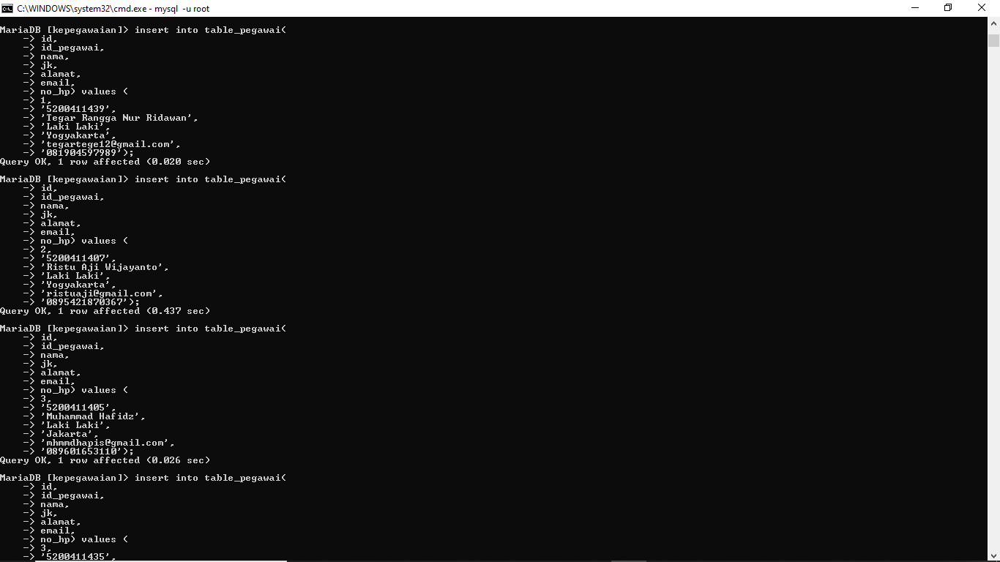 C:\WINDOWS\system32\cmd.exe - mysql  -u root
MariaDB [kepegawaian]> insert into table_pegawai(
    -> id,
    -> id_pegawai,
    -> nama,
    -> jk,
    -> alamat,
    -> email,
    -> no_hp) values (
    -> 1,
    -> '5200411439',
    -> 'Tegar Rangga Nur Ridawan',
    -> 'Laki Laki',
    -> 'Yogyakarta',
    -> 'tegartege12@gmail.com',
    -> '081904597989');
Query OK, 1 row affected (0.020 sec)
MariaDB [kepegawaian]> insert into table_pegawai(
    -> id,
    -> id_pegawai,
    -> nama,
    -> jk,
    -> alamat,
    -> email,
    -> no_hp) values (
    -> 2,
    -> '5200411407',
    -> 'Ristu Aji Wijayanto',
    -> 'Laki Laki',
    -> 'Yogyakarta',
    -> 'ristuaji@gmail.com',
    -> '0895421870367');
Query OK, 1 row affected (0.437 sec)
MariaDB [kepegawaian]> insert into table_pegawai(
    -> id,
    -> id_pegawai,
    -> nama,
    -> jk,
    -> alamat,
    -> email,
    -> no_hp) values (
    -> 3,
    -> '5200411405',
    -> 'Muhammad Hafidz',
    -> 'Laki Laki',
    -> 'Jakarta',
    -> 'mhmmdhapis@gmail.com',
    -> '089601653110');
Query OK, 1 row affected (0.026 sec)
MariaDB [kepegawaian]> insert into table_pegawai(
    -> id,
    -> id_pegawai,
    -> nama,
    -> jk,
    -> alamat,
    -> email,
    -> no_hp) values (
    -> 3,
    -> '5200411435',